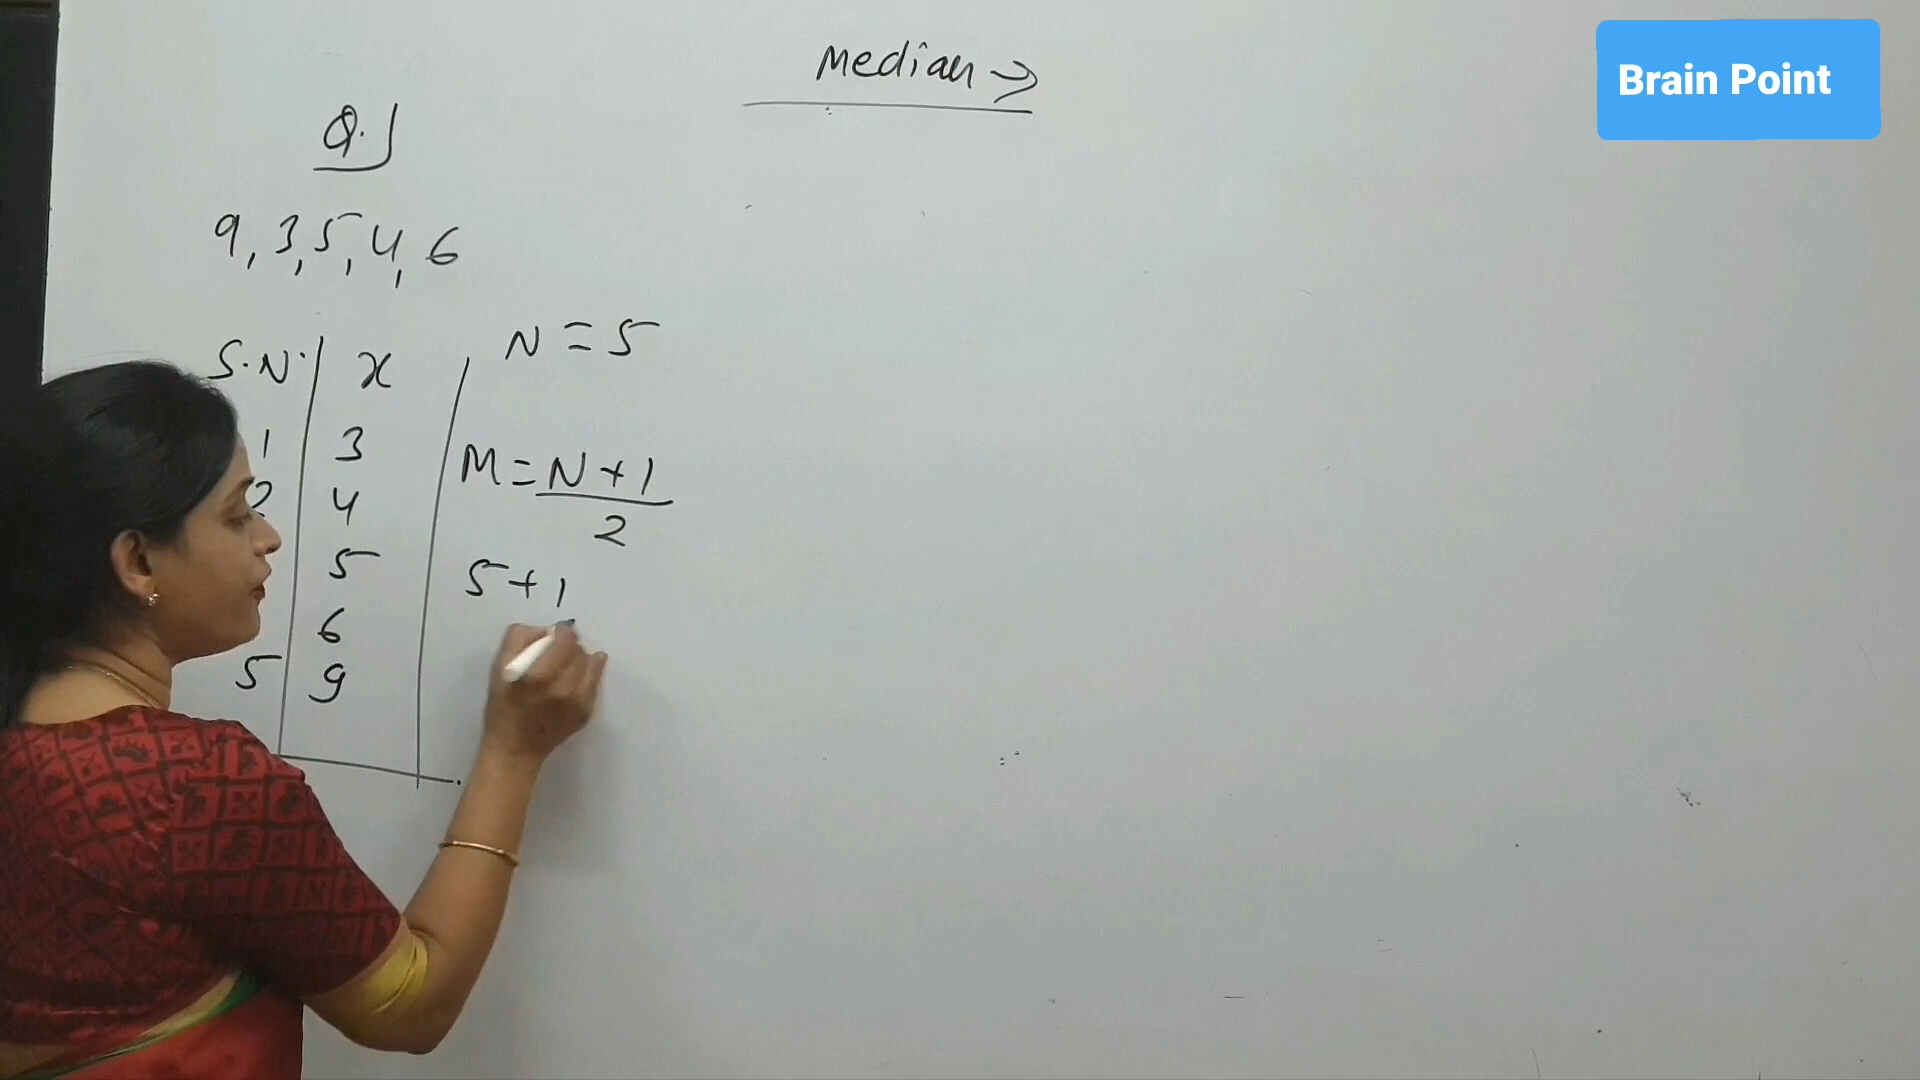 Median →
Brain Point
Q.
9, 3, 5, 4, 6
S.N. x
1 3
2 4
5
6
5 9
N = 5
M = N + 1
2
5 + 1